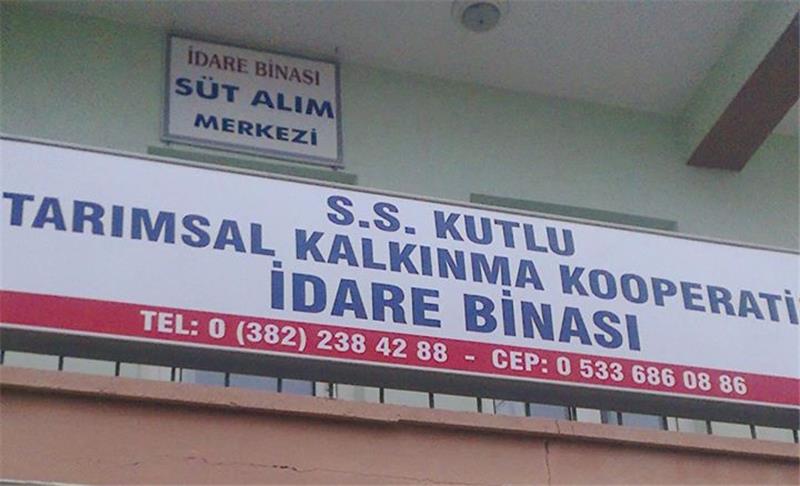 İDARE BİNASI
SÜT ALIM
MERKEZİ
S.S. KUTLU
TARIMSAL KALKINMA KOOPERATİ
İDARE BİNASI
TEL: 0 (382) 238 42 88 - CEP: 0 533 686 08 86